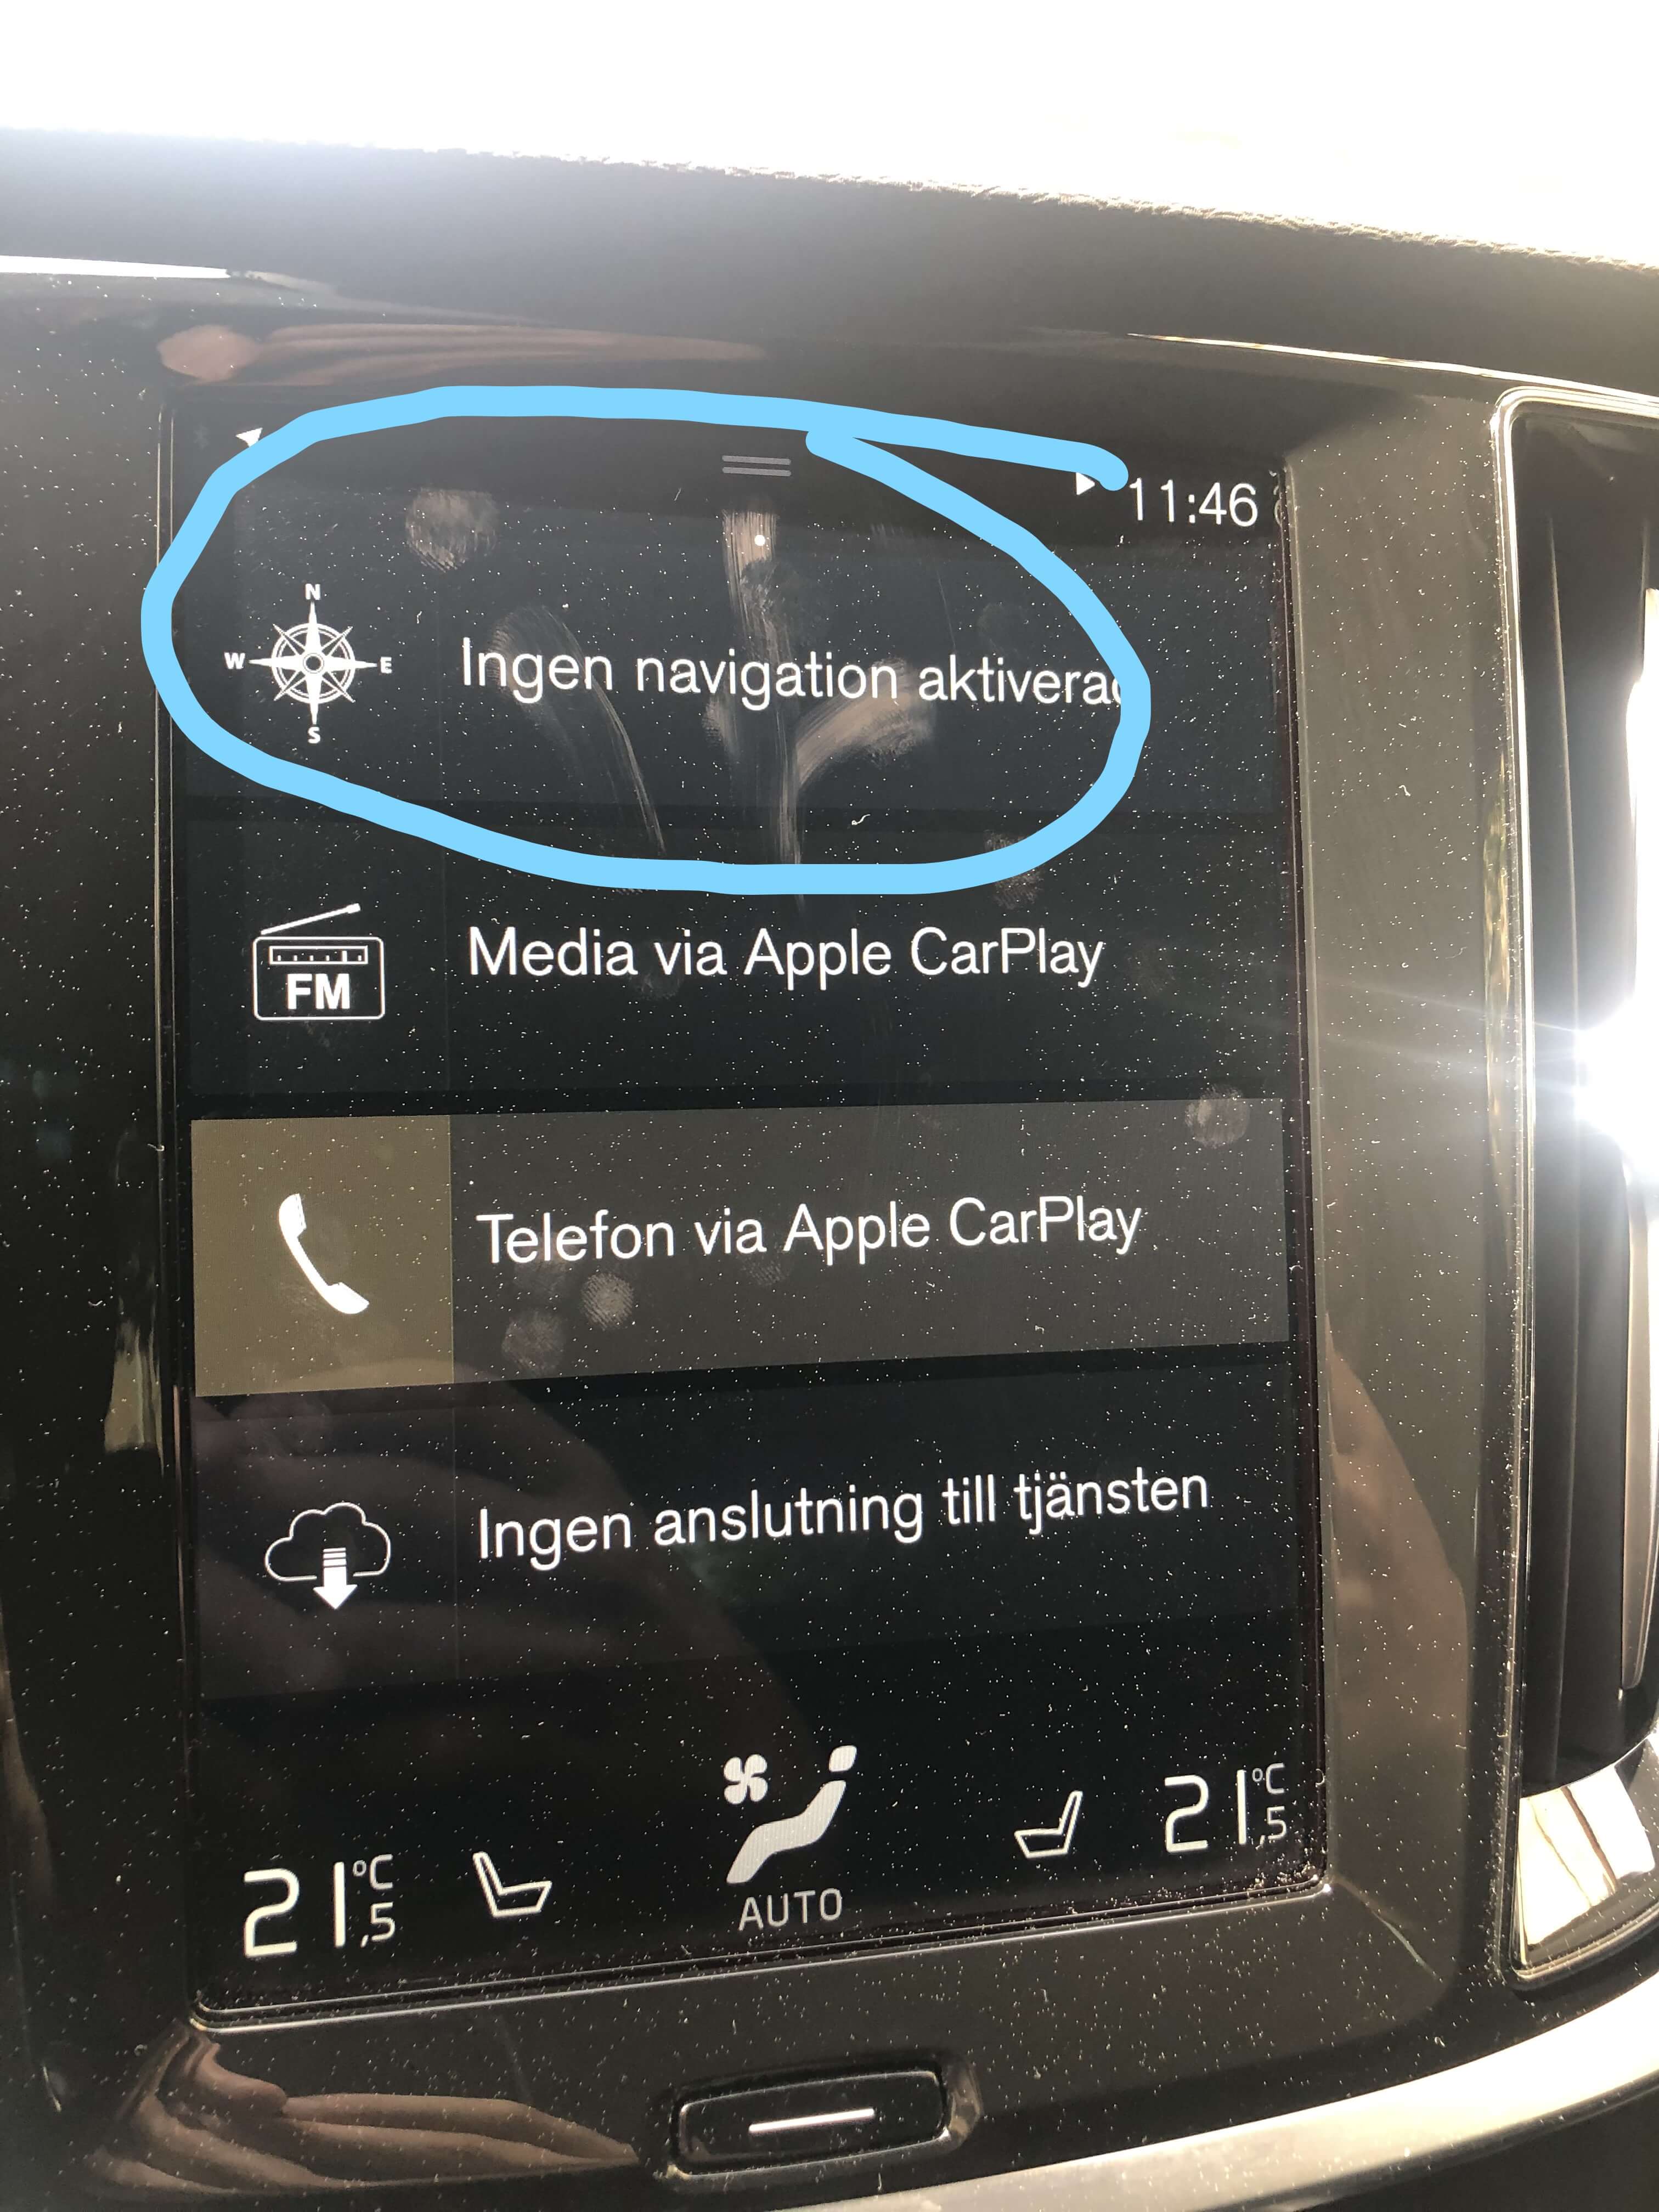 11:46
N
W E
S
Ingen navigation aktiverad
FM
Media via Apple CarPlay
Telefon via Apple CarPlay
Ingen anslutning till tjänsten
21,5 °C
AUTO
21,5 °C